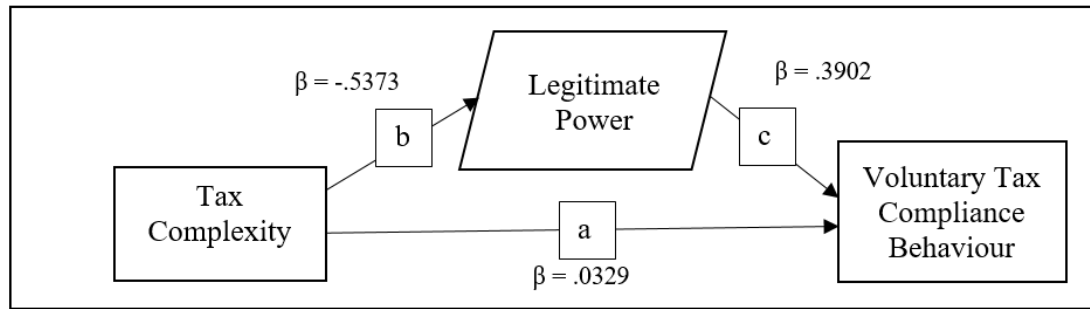 β = -.5373
Legitimate
Power
β = .3902
b
c
Tax
Complexity
a
β = .0329
Voluntary Tax
Compliance
Behaviour